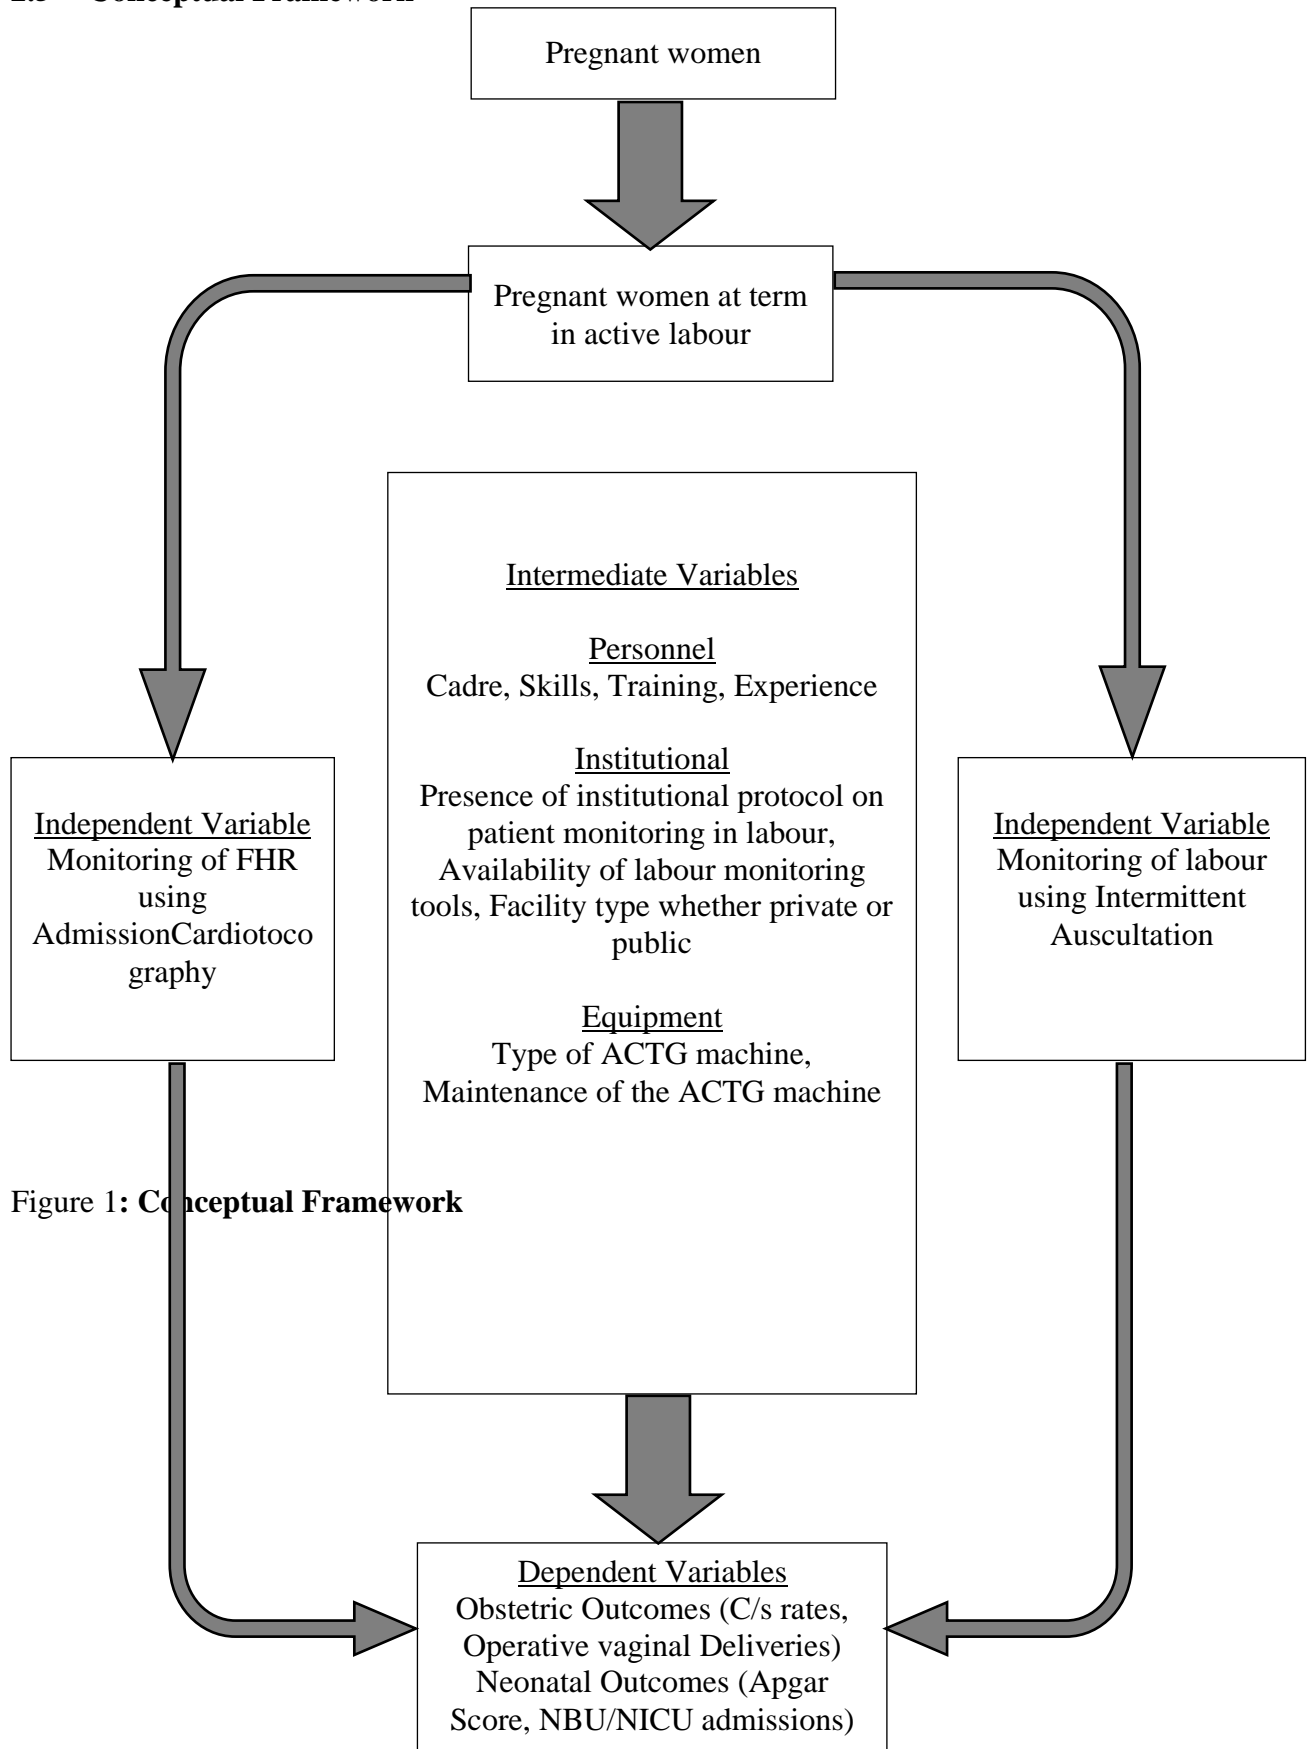 Conceptual Framework
Pregnant women
Pregnant women at term
in active labour
Intermediate Variables
Personnel
Cadre, Skills, Training, Experience
Institutional
Presence of institutional protocol on
patient monitoring in labour,
Availability of labour monitoring
tools, Facility type whether private or
public
Equipment
Type of ACTG machine,
Maintenance of the ACTG machine
Independent Variable
Monitoring of FHR
using
AdmissionCardiotoco
graphy
Independent Variable
Monitoring of labour
using Intermittent
Auscultation
Figure 1: Conceptual Framework
Dependent Variables
Obstetric Outcomes (C/s rates,
Operative vaginal Deliveries)
Neonatal Outcomes (Apgar
Score, NBU/NICU admissions)